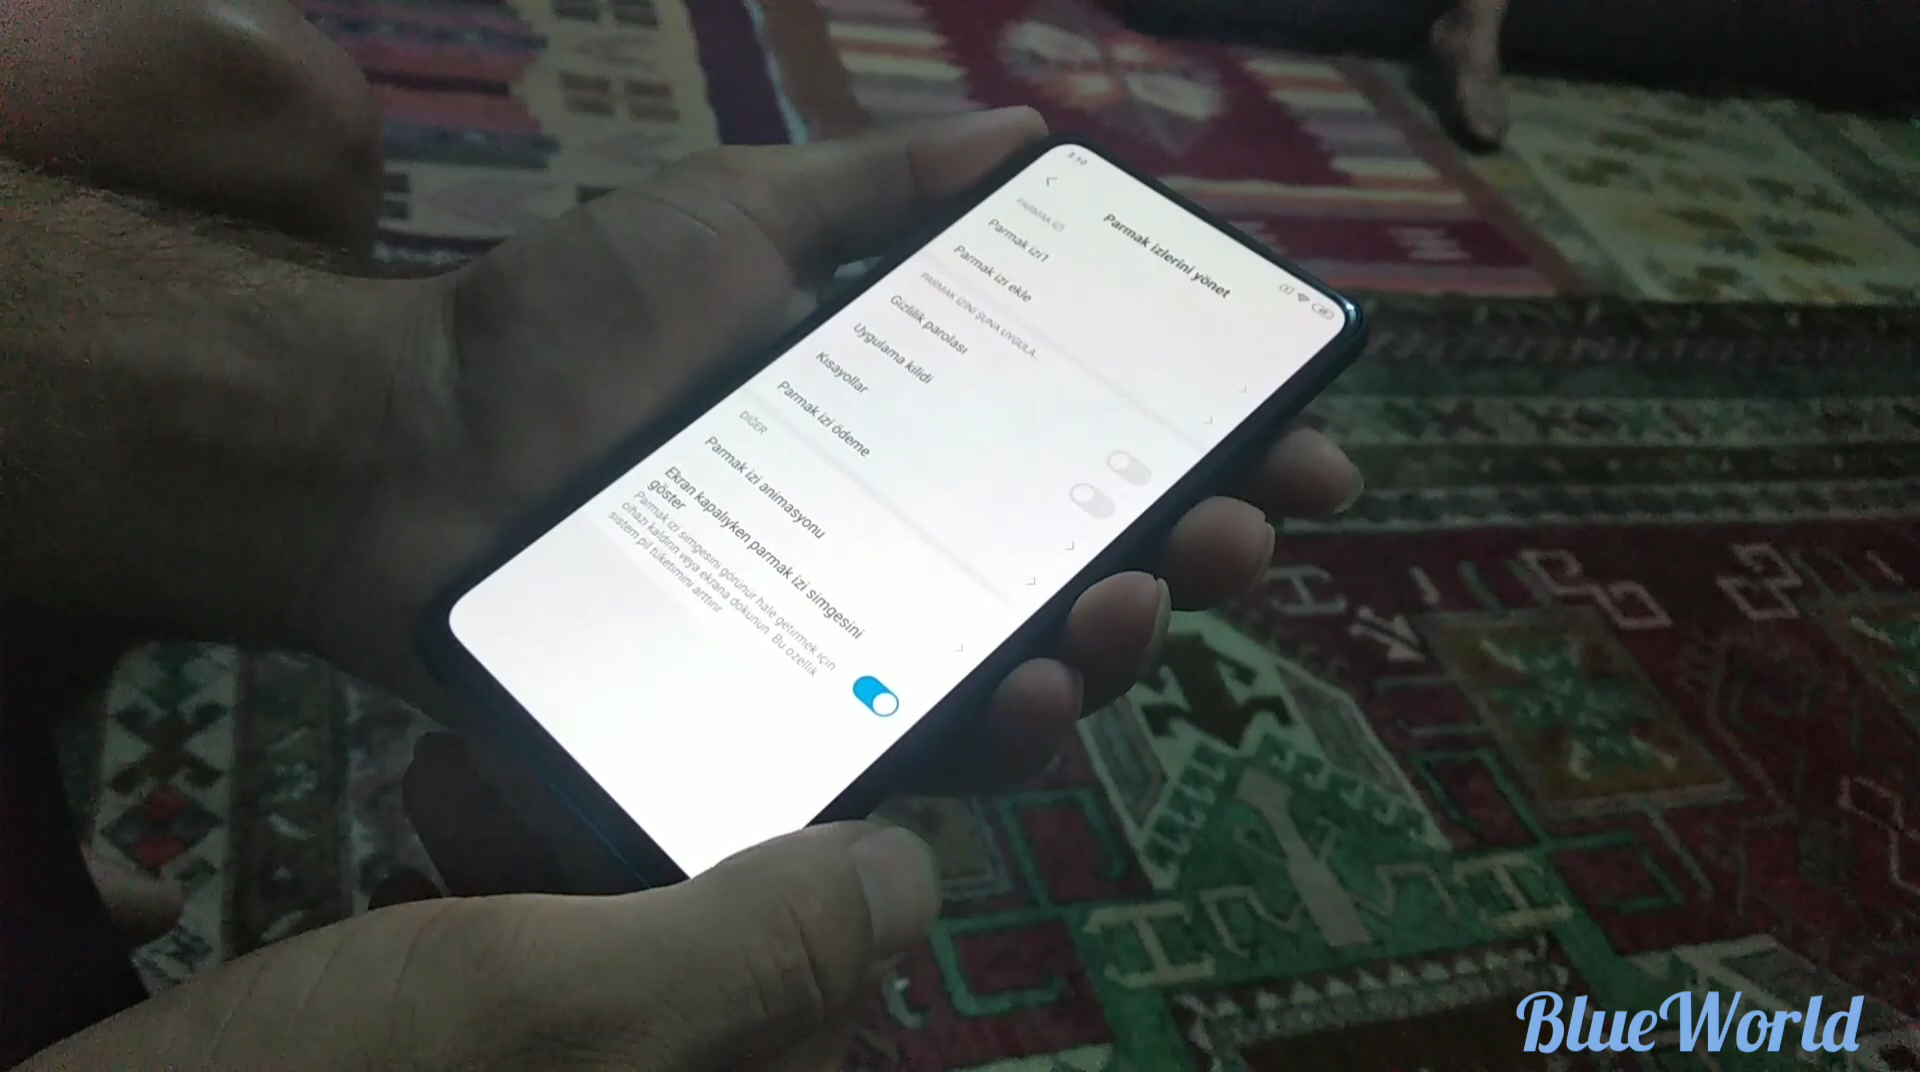 3:10
Parmak izlerini yönet
PARMAK İZİ
Parmak izi1
Parmak izi ekle
PARMAK İZİNİ ŞUNA UYGULA...
Gizlilik parolası
Uygulama kilidi
Kısayollar
Parmak izi ödeme
DİĞER
Parmak izi animasyonu
Ekran kapalıyken parmak izi simgesini
göster
Parmak izi simgesini görünür hale getirmek için
cihazı kaldırın veya ekrana dokunun. Bu özellik
sistem pil tüketimini arttırır
BlueWorld